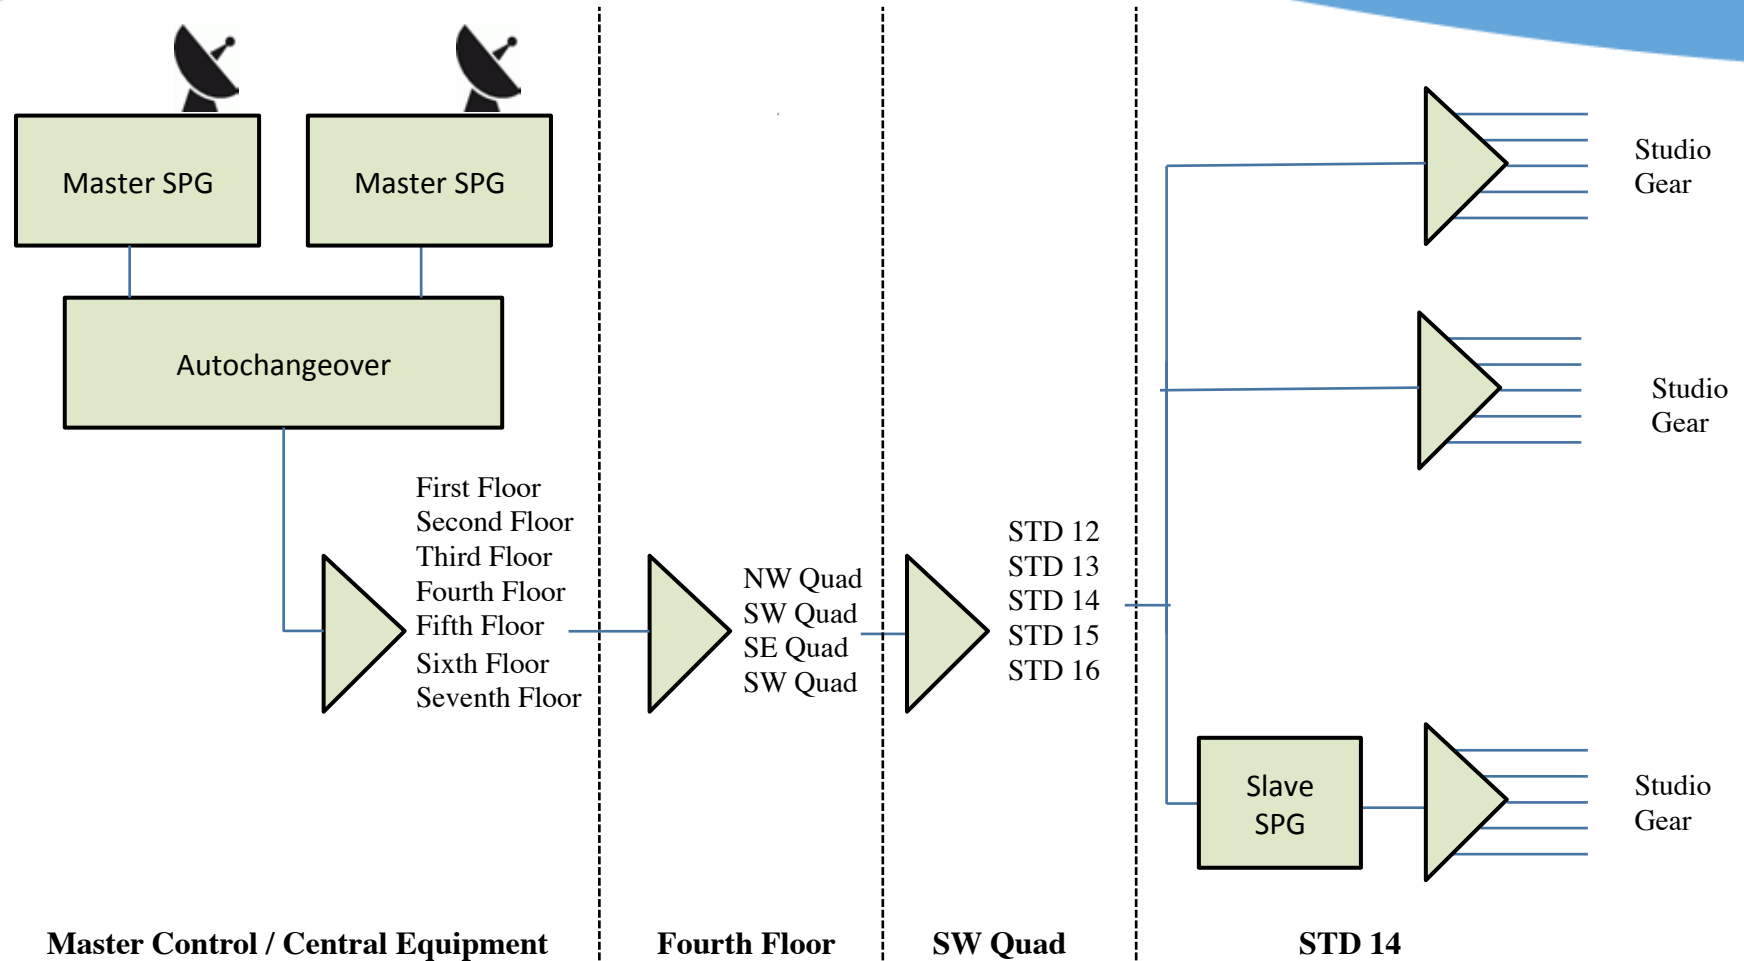 Master SPG
Master SPG
Autochangeover
First Floor
Second Floor
Third Floor
Fourth Floor
Fifth Floor
Sixth Floor
Seventh Floor
NW Quad
SW Quad
SE Quad
SW Quad
STD 12
STD 13
STD 14
STD 15
STD 16
Studio
Gear
Studio
Gear
Slave
SPG
Studio
Gear
Master Control / Central Equipment
Fourth Floor
SW Quad
STD 14